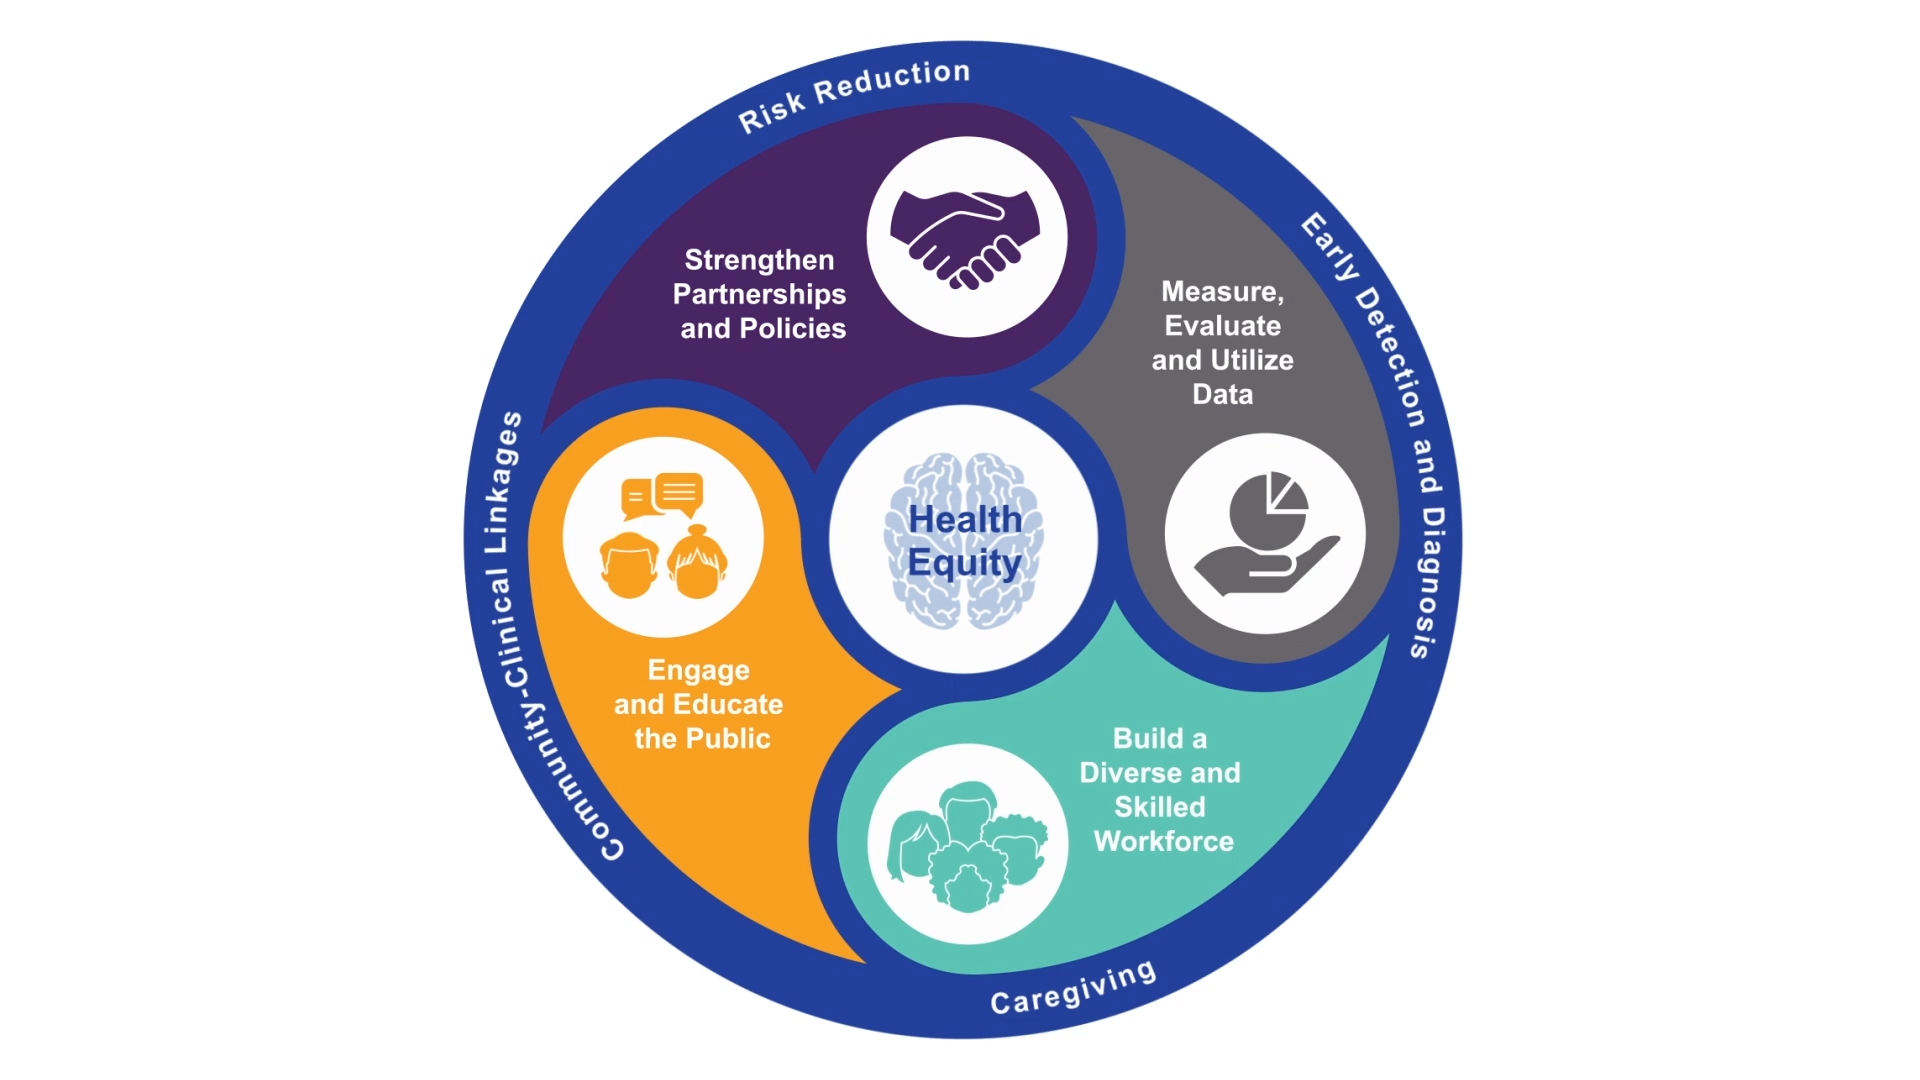 Risk Reduction
Early Detection and Diagnosis
Caregiving
Community-Clinical Linkages
Strengthen
Partnerships
and Policies
Measure,
Evaluate
and Utilize
Data
Health
Equity
Engage
and Educate
the Public
Build a
Diverse and
Skilled
Workforce